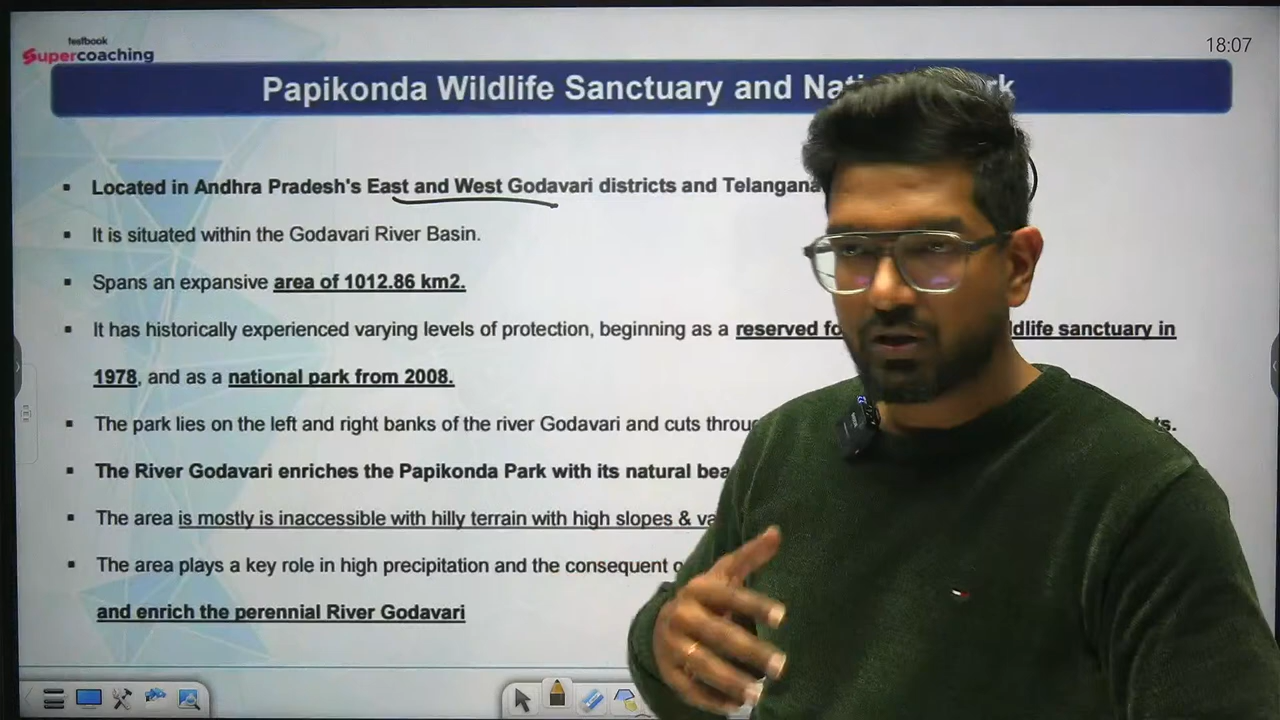 testbook
Supercoaching
18:07
Papikonda Wildlife Sanctuary and Nat rk
Located in Andhra Pradesh's East and West Godavari districts and Telangana
It is situated within the Godavari River Basin.
Spans an expansive area of 1012.86 km2.
It has historically experienced varying levels of protection, beginning as a reserved fo ldlife sanctuary in
1978, and as a national park from 2008.
The park lies on the left and right banks of the river Godavari and cuts throu ts.
The River Godavari enriches the Papikonda Park with its natural bea
The area is mostly is inaccessible with hilly terrain with high slopes & va
The area plays a key role in high precipitation and the consequent
and enrich the perennial River Godavari